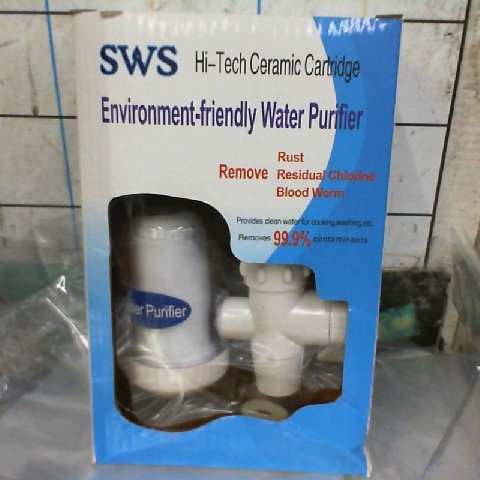 SWS Hi-Tech Ceramic Cartridge
Environment-friendly Water Purifier
Remove
Rust
Residual Chlorine
Blood Worm
Provides clean water for cooking,washing,etc.
Removes 99.9% contaminants
Purifier